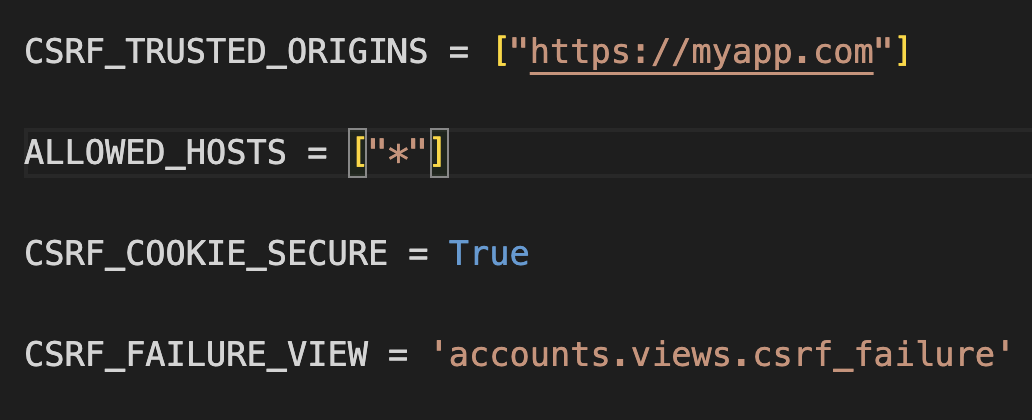 CSRF_TRUSTED_ORIGINS = ["https://myapp.com"]
ALLOWED_HOSTS = ["*"]
CSRF_COOKIE_SECURE = True
CSRF_FAILURE_VIEW = 'accounts.views.csrf_failure'